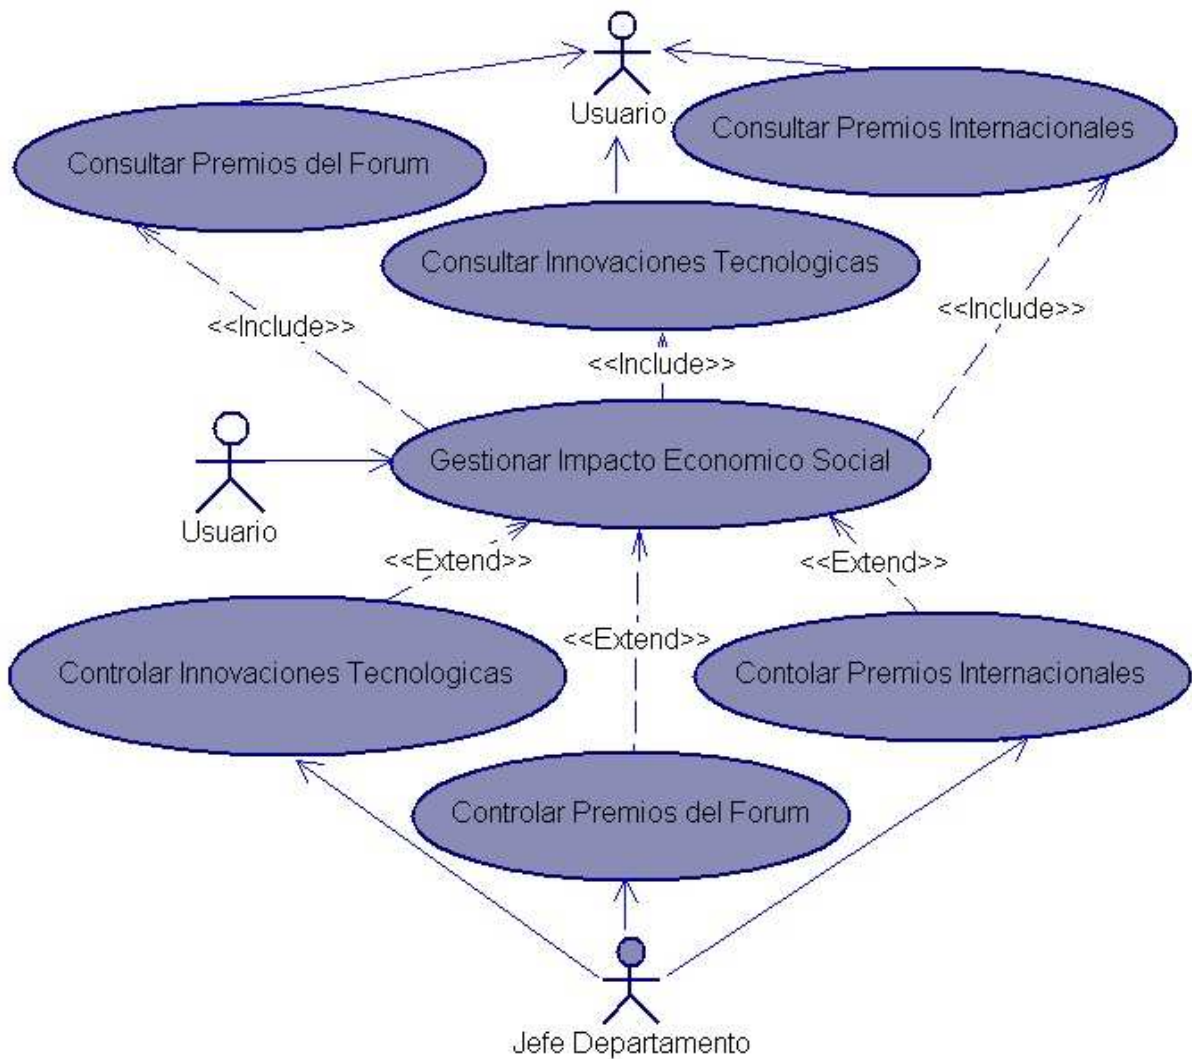 Usuario
Consultar Premios Internacionales
Consultar Premios del Forum
Consultar Innovaciones Tecnologicas
<<Include>>
<<Include>>
<<Include>>
Gestionar Impacto Economico Social
Usuario
<<Extend>>
<<Extend>>
<<Extend>>
Controlar Innovaciones Tecnologicas
Contolar Premios Internacionales
Controlar Premios del Forum
Jefe Departamento